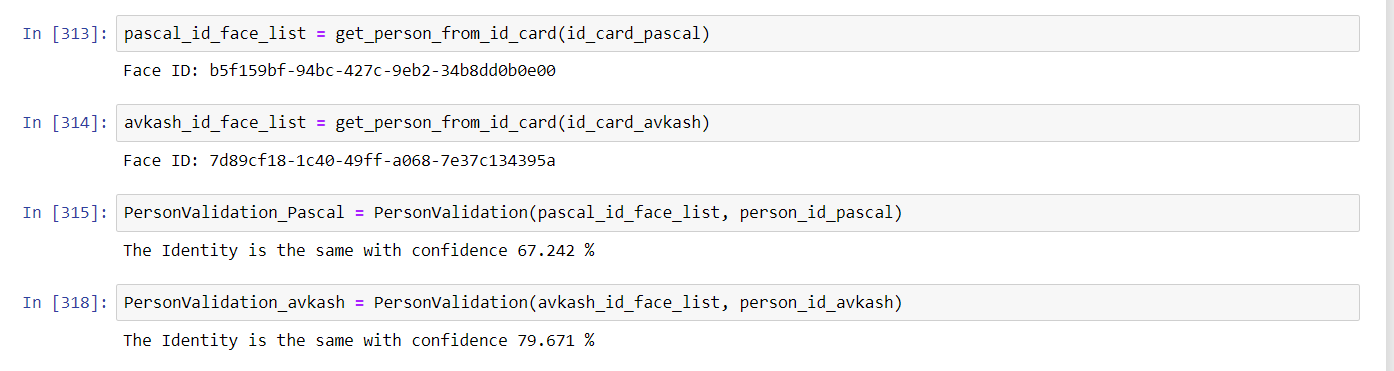 In [313]: pascal_id_face_list = get_person_from_id_card(id_card_pascal)
Face ID: b5f159bf-94bc-427c-9eb2-34b8dd0b0e00
In [314]: avkash_id_face_list = get_person_from_id_card(id_card_avkash)
Face ID: 7d89cf18-1c40-49ff-a068-7e37c134395a
In [315]: PersonValidation_Pascal = PersonValidation(pascal_id_face_list, person_id_pascal)
The Identity is the same with confidence 67.242 %
In [318]: PersonValidation_avkash = PersonValidation(avkash_id_face_list, person_id_avkash)
The Identity is the same with confidence 79.671 %